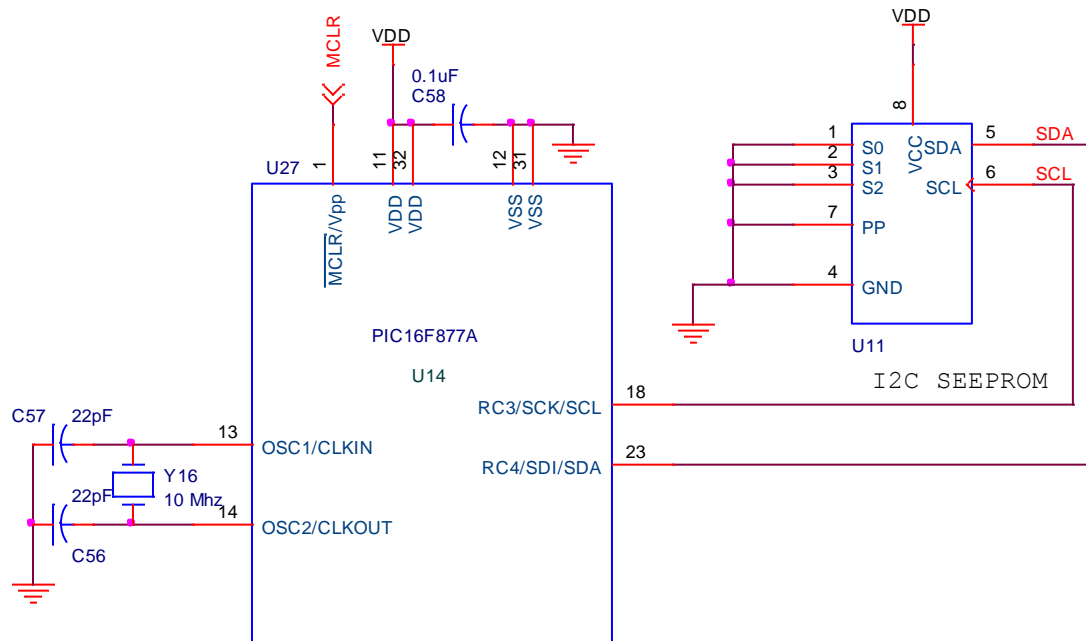 MCLR
VDD
0.1uF
C58
VDD
8
VCC
1
S0
2
S1
3
S2
7
PP
4
GND
5
SDA
SDA
6
SCL
SCL
U11
I2C SEEPROM
U27
1
11
32
12
31
MCLR/Vpp
VDD
VDD
VSS
VSS
PIC16F877A
U14
RC3/SCK/SCL
18
RC4/SDI/SDA
23
C57
22pF
13
OSC1/CLKIN
Y16
10 Mhz
22pF
14
OSC2/CLKOUT
C56